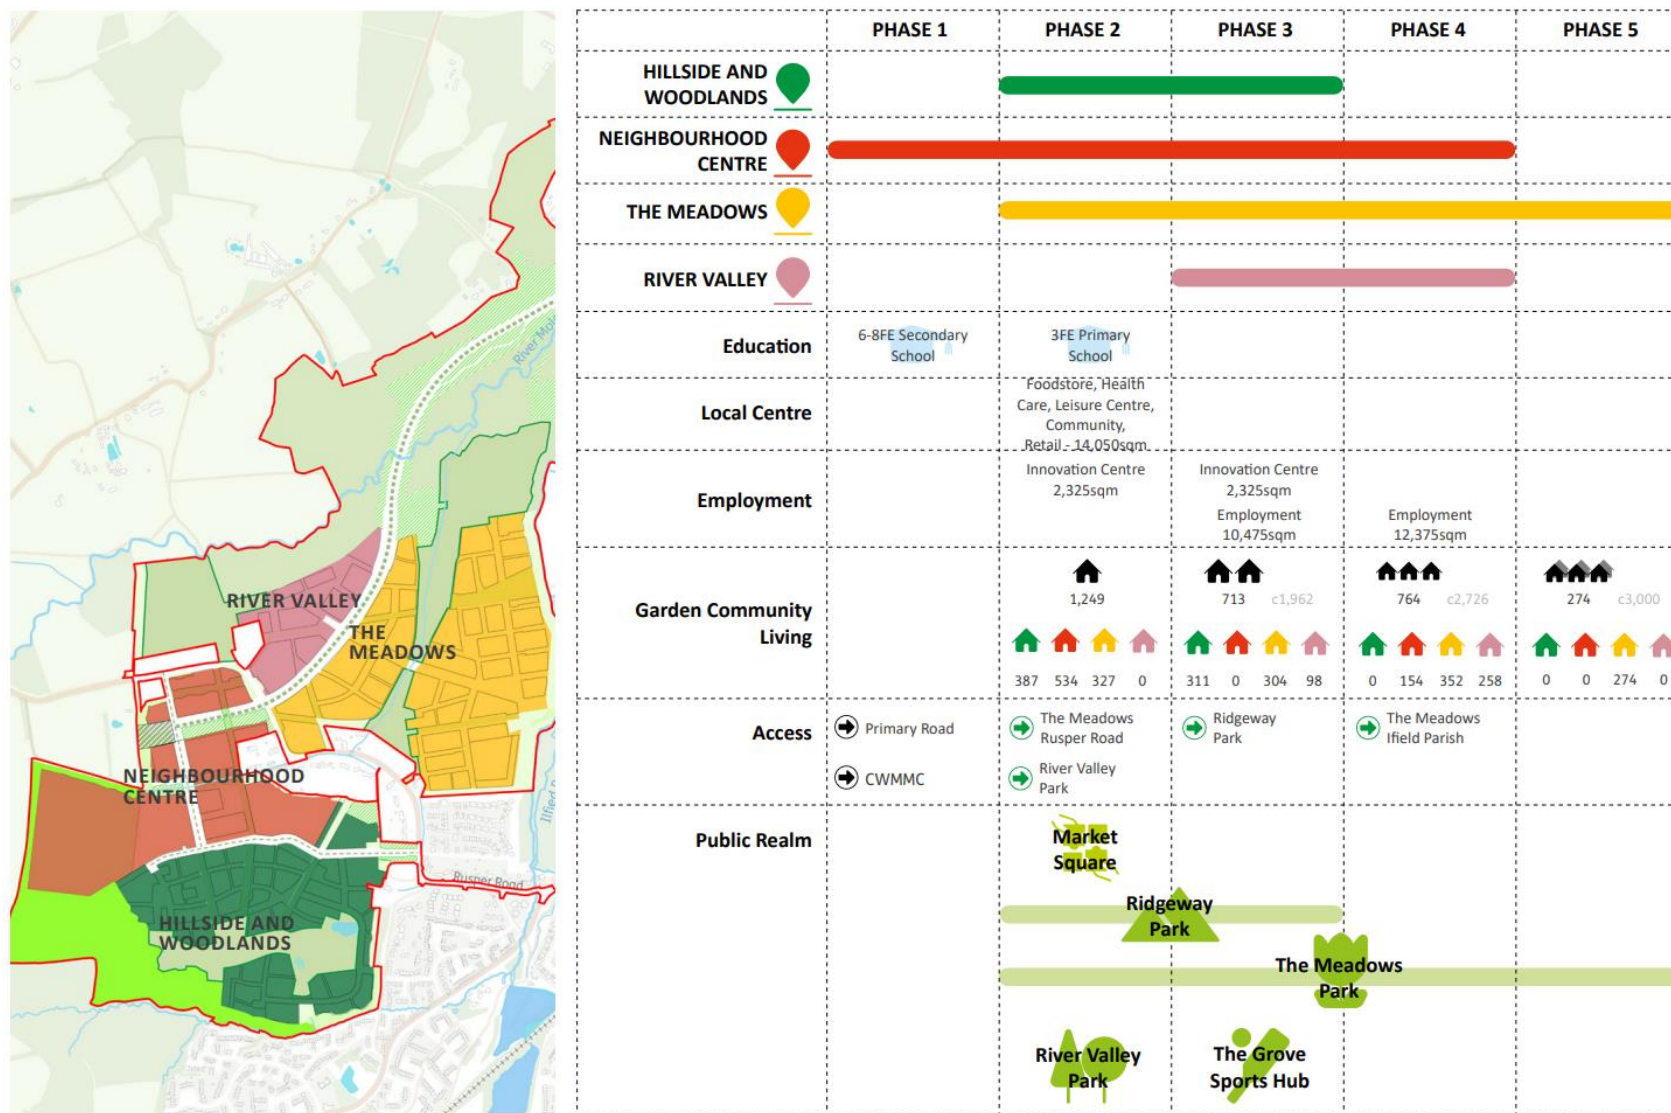 River Mole
RIVER VALLEY
THE
MEADOWS
NEIGHBOURHOOD
CENTRE
Rusper Road
HILLSIDE AND
WOODLANDS
PHASE 1 PHASE 2 PHASE 3 PHASE 4 PHASE 5
HILLSIDE AND
WOODLANDS
NEIGHBOURHOOD
CENTRE
THE MEADOWS
RIVER VALLEY
Education
6-8FE Secondary
School
3FE Primary
School
Local Centre
Foodstore, Health
Care, Leisure Centre,
Community,
Retail - 14,050sqm
Employment
Innovation Centre
2,325sqm
Innovation Centre
2,325sqm
Employment
10,475sqm
Employment
12,375sqm
Garden Community
Living
1,249 713 c1,962 764 c2,726 274 c3,000
387 534 327 0 311 0 304 98 0 154 352 258 0 0 274 0
Access
Primary Road
CWMMC
The Meadows
Rusper Road
River Valley
Park
Ridgeway
Park
The Meadows
Ifield Parish
Public Realm
Market
Square
Ridgeway
Park
The Meadows
Park
River Valley
Park
The Grove
Sports Hub